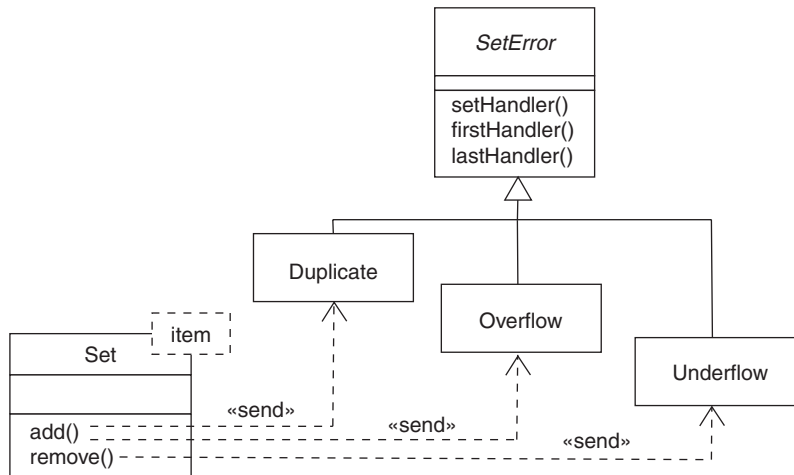 SetError
setHandler()
firstHandler()
lastHandler()
Duplicate
Overflow
Underflow
item
Set
add()
remove()
«send»
«send»
«send»